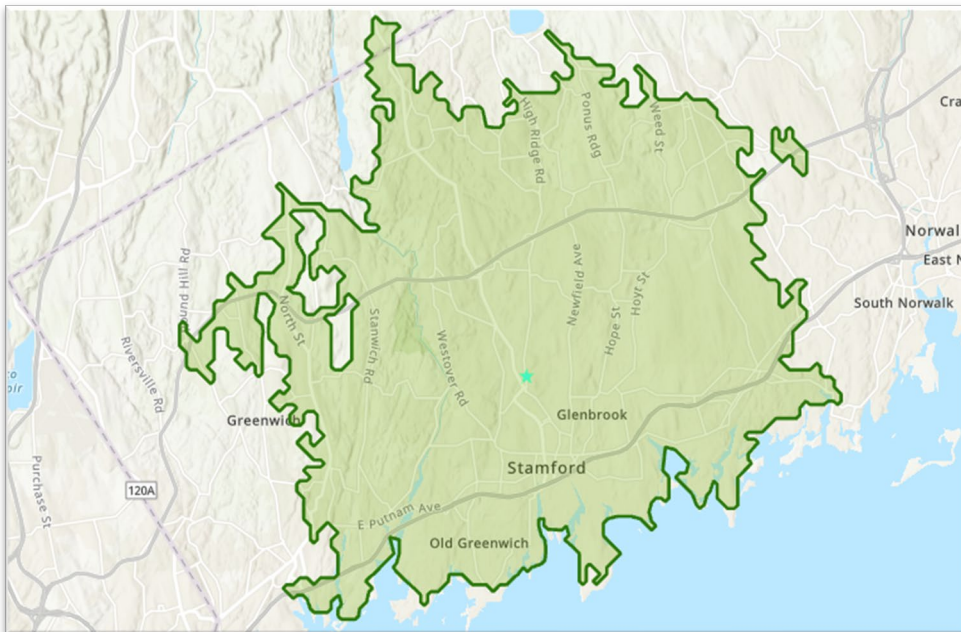 Cra
High Ridge Rd
Ponus Rdg
Weed St
Norwal
East N
South Norwalk
und Hill Rd
North St
Stanwich Rd
Newfield Ave
Hoyt St
Hope St
Westover Rd
Riversville Rd
oir
Greenwich
Glenbrook
Stamford
Purchase St
120A
E Putnam Ave
Old Greenwich